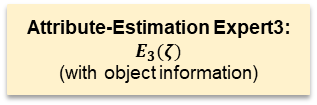 Attribute-Estimation Expert3:
E₃(ζ)
(with object information)